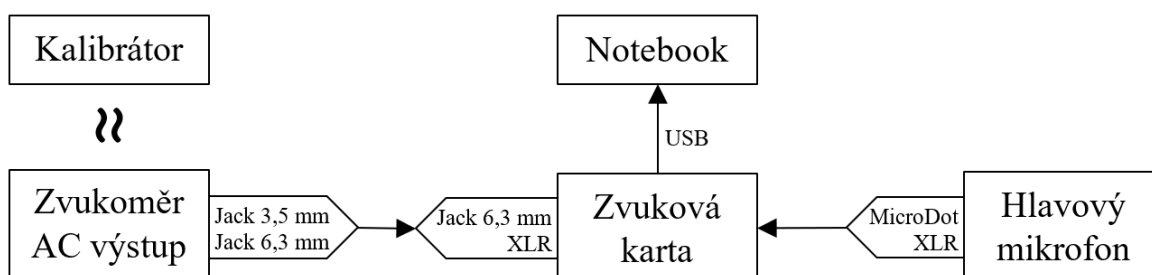 Kalibrátor
Notebook
USB
Zvukoměr
AC výstup
Jack 3,5 mm
Jack 6,3 mm
Jack 6,3 mm
XLR
Zvuková
karta
MicroDot
XLR
Hlavový
mikrofon